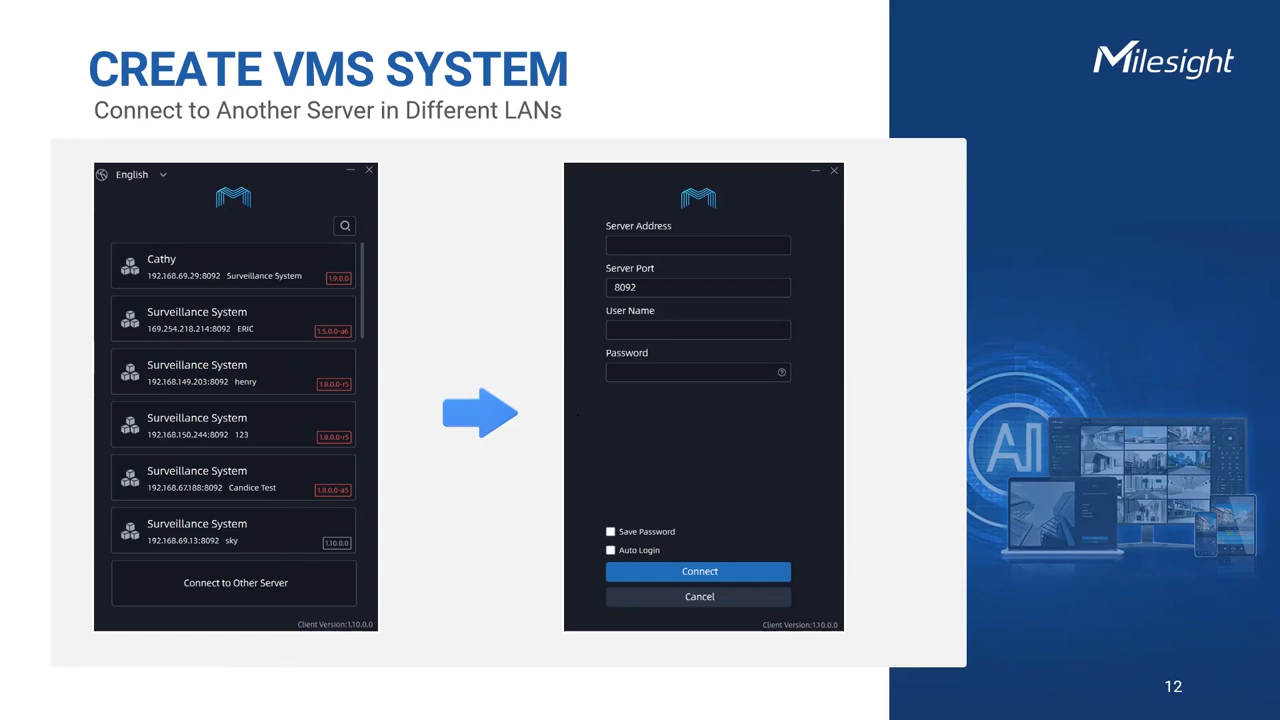 CREATE VMS SYSTEM
Connect to Another Server in Different LANs
Milesight
English
Cathy
192.168.69.29:8092 Surveillance System
1.9.0.0
Surveillance System
169.254.218.214:8092 ERIC
1.5.0.0-a6
Surveillance System
192.168.149.203:8092 henry
1.8.0.0-r5
Surveillance System
192.168.150.244:8092 123
1.8.0.0-r5
Surveillance System
192.168.67.188:8092 Candice Test
1.8.0.0-a5
Surveillance System
192.168.69.13:8092 sky
1.10.0.0
Connect to Other Server
Client Version:1.10.0.0
Server Address
Server Port
8092
User Name
Password
Save Password
Auto Login
Connect
Cancel
Client Version:1.10.0.0
AI
12